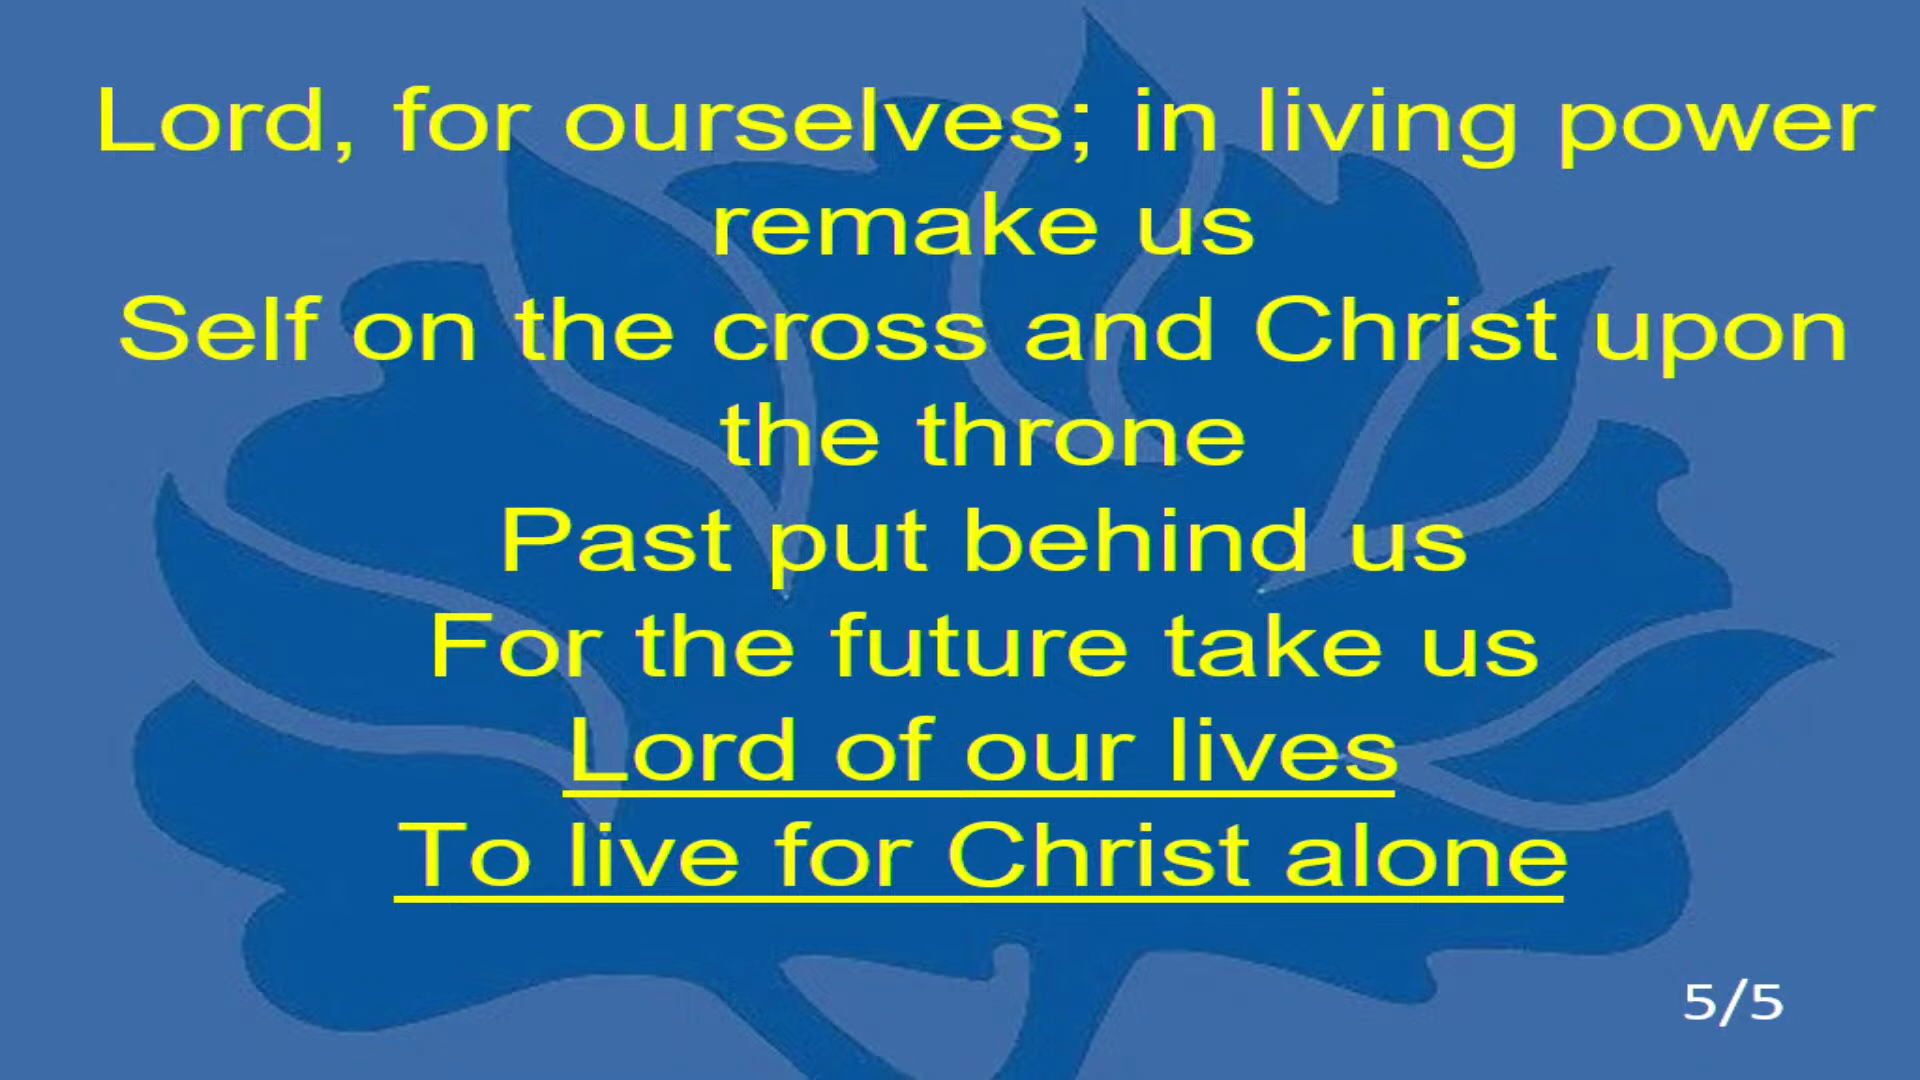 Lord, for ourselves; in living power
remake us
Self on the cross and Christ upon
the throne
Past put behind us
For the future take us
Lord of our lives
To live for Christ alone
5/5